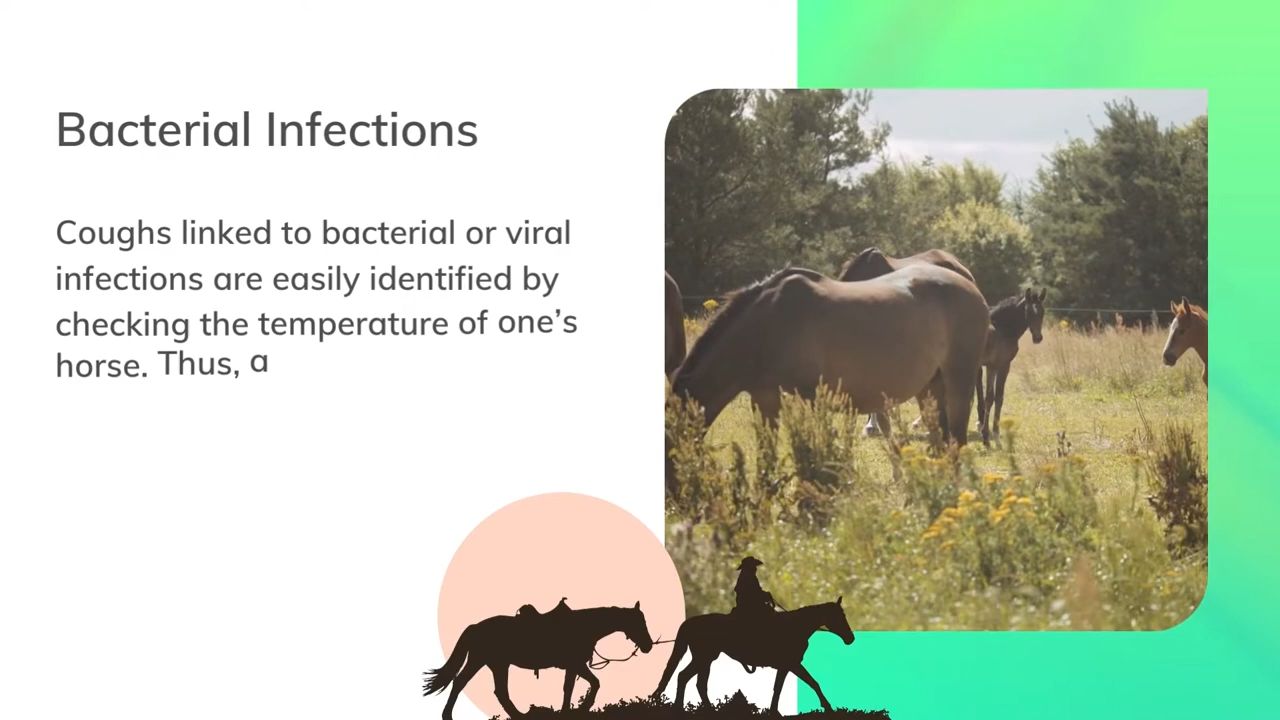 Bacterial Infections
Coughs linked to bacterial or viral
infections are easily identified by
checking the temperature of one’s
horse. Thus, a